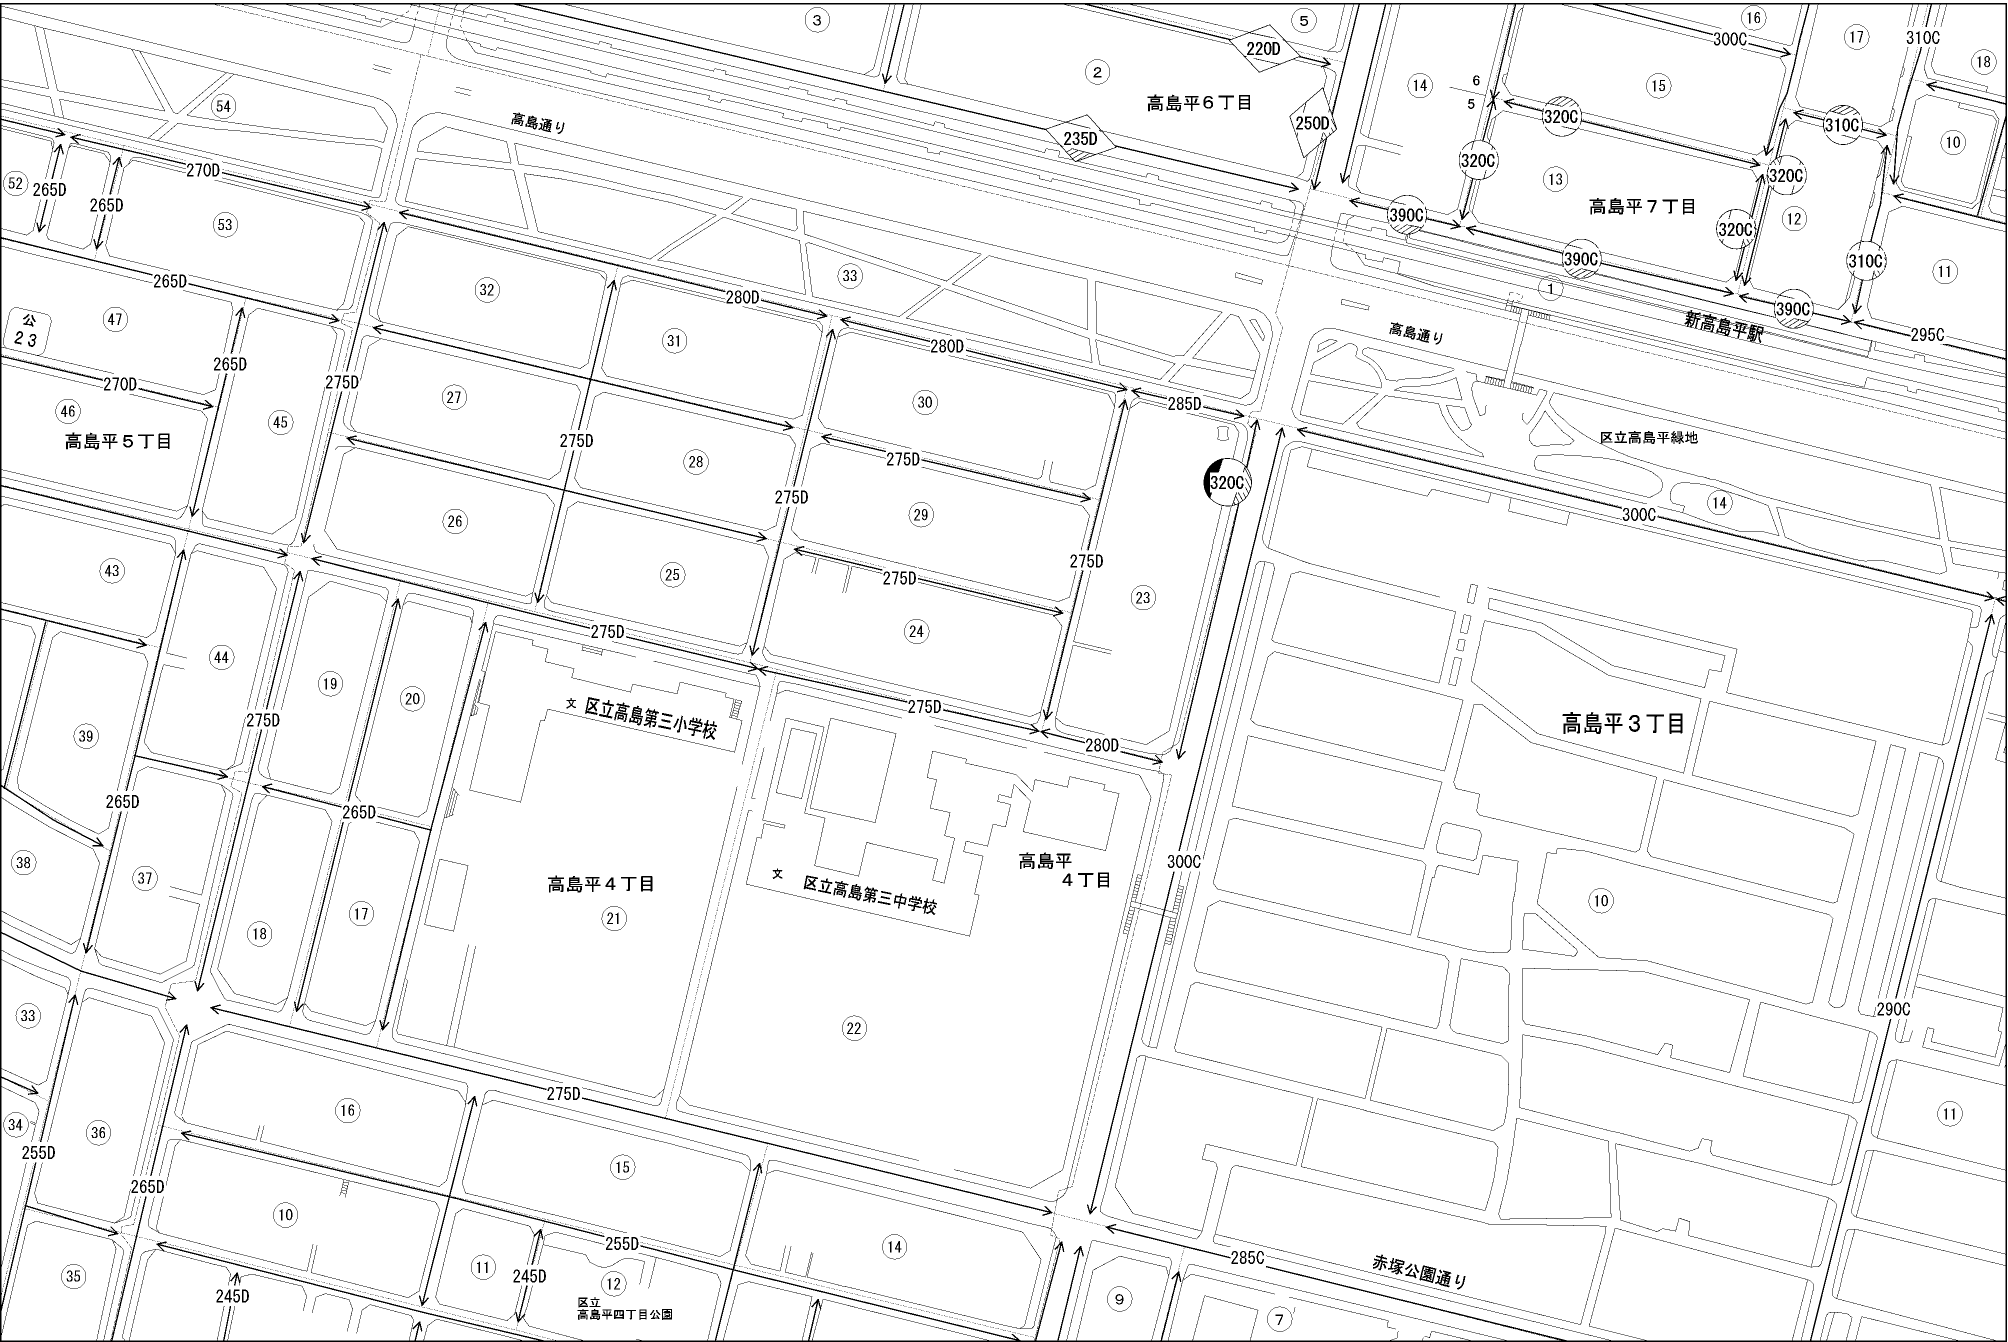 3
5
16
17
18
300C
310C
220D
2
14
15
高島平6丁目
6
5
54
高島通り
235D
250D
320C
310C
10
52
265D
270D
265D
53
320C
13
320C
390C
高島平7丁目
12
320C
310C
11
265D
32
280D
33
390C
1
390C
新高島平駅
295C
公
23
47
31
280D
高島通り
265D
275D
270D
46
高島平5丁目
45
27
30
285D
275D
28
275D
区立高島平緑地
320C
14
300C
26
275D
29
43
25
275D
275D
23
275D
24
44
19
20
区立高島第三小学校
文
275D
275D
高島平3丁目
39
280D
265D
265D
38
37
高島平4丁目
21
文
区立高島第三中学校
高島平
4丁目
300C
10
18
17
33
22
290C
275D
16
34
36
255D
15
11
265D
10
255D
14
285C
赤塚公園通り
35
245D
11
245D
12
区立
高島平四丁目公園
9
7